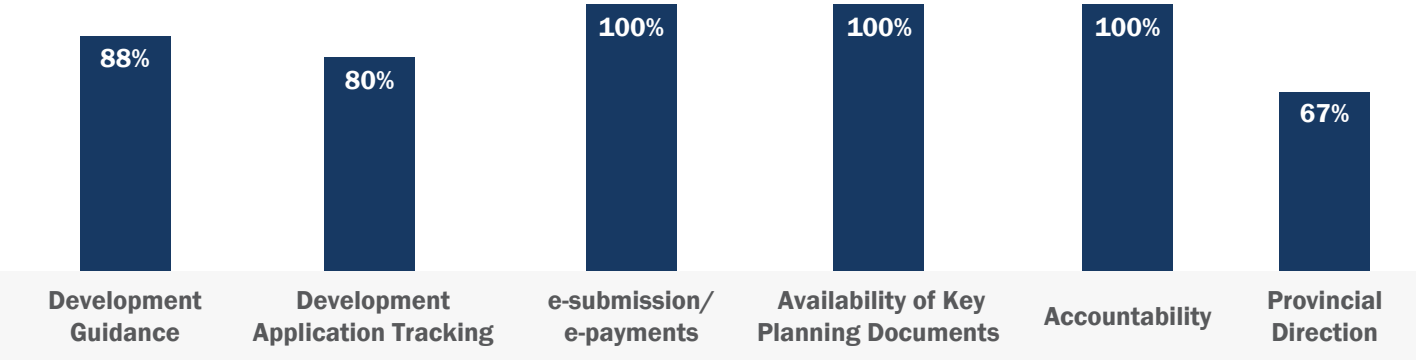 88%
80%
100%
100%
100%
67%
Development
Guidance
Development
Application Tracking
e-submission/
e-payments
Availability of Key
Planning Documents
Accountability
Provincial
Direction